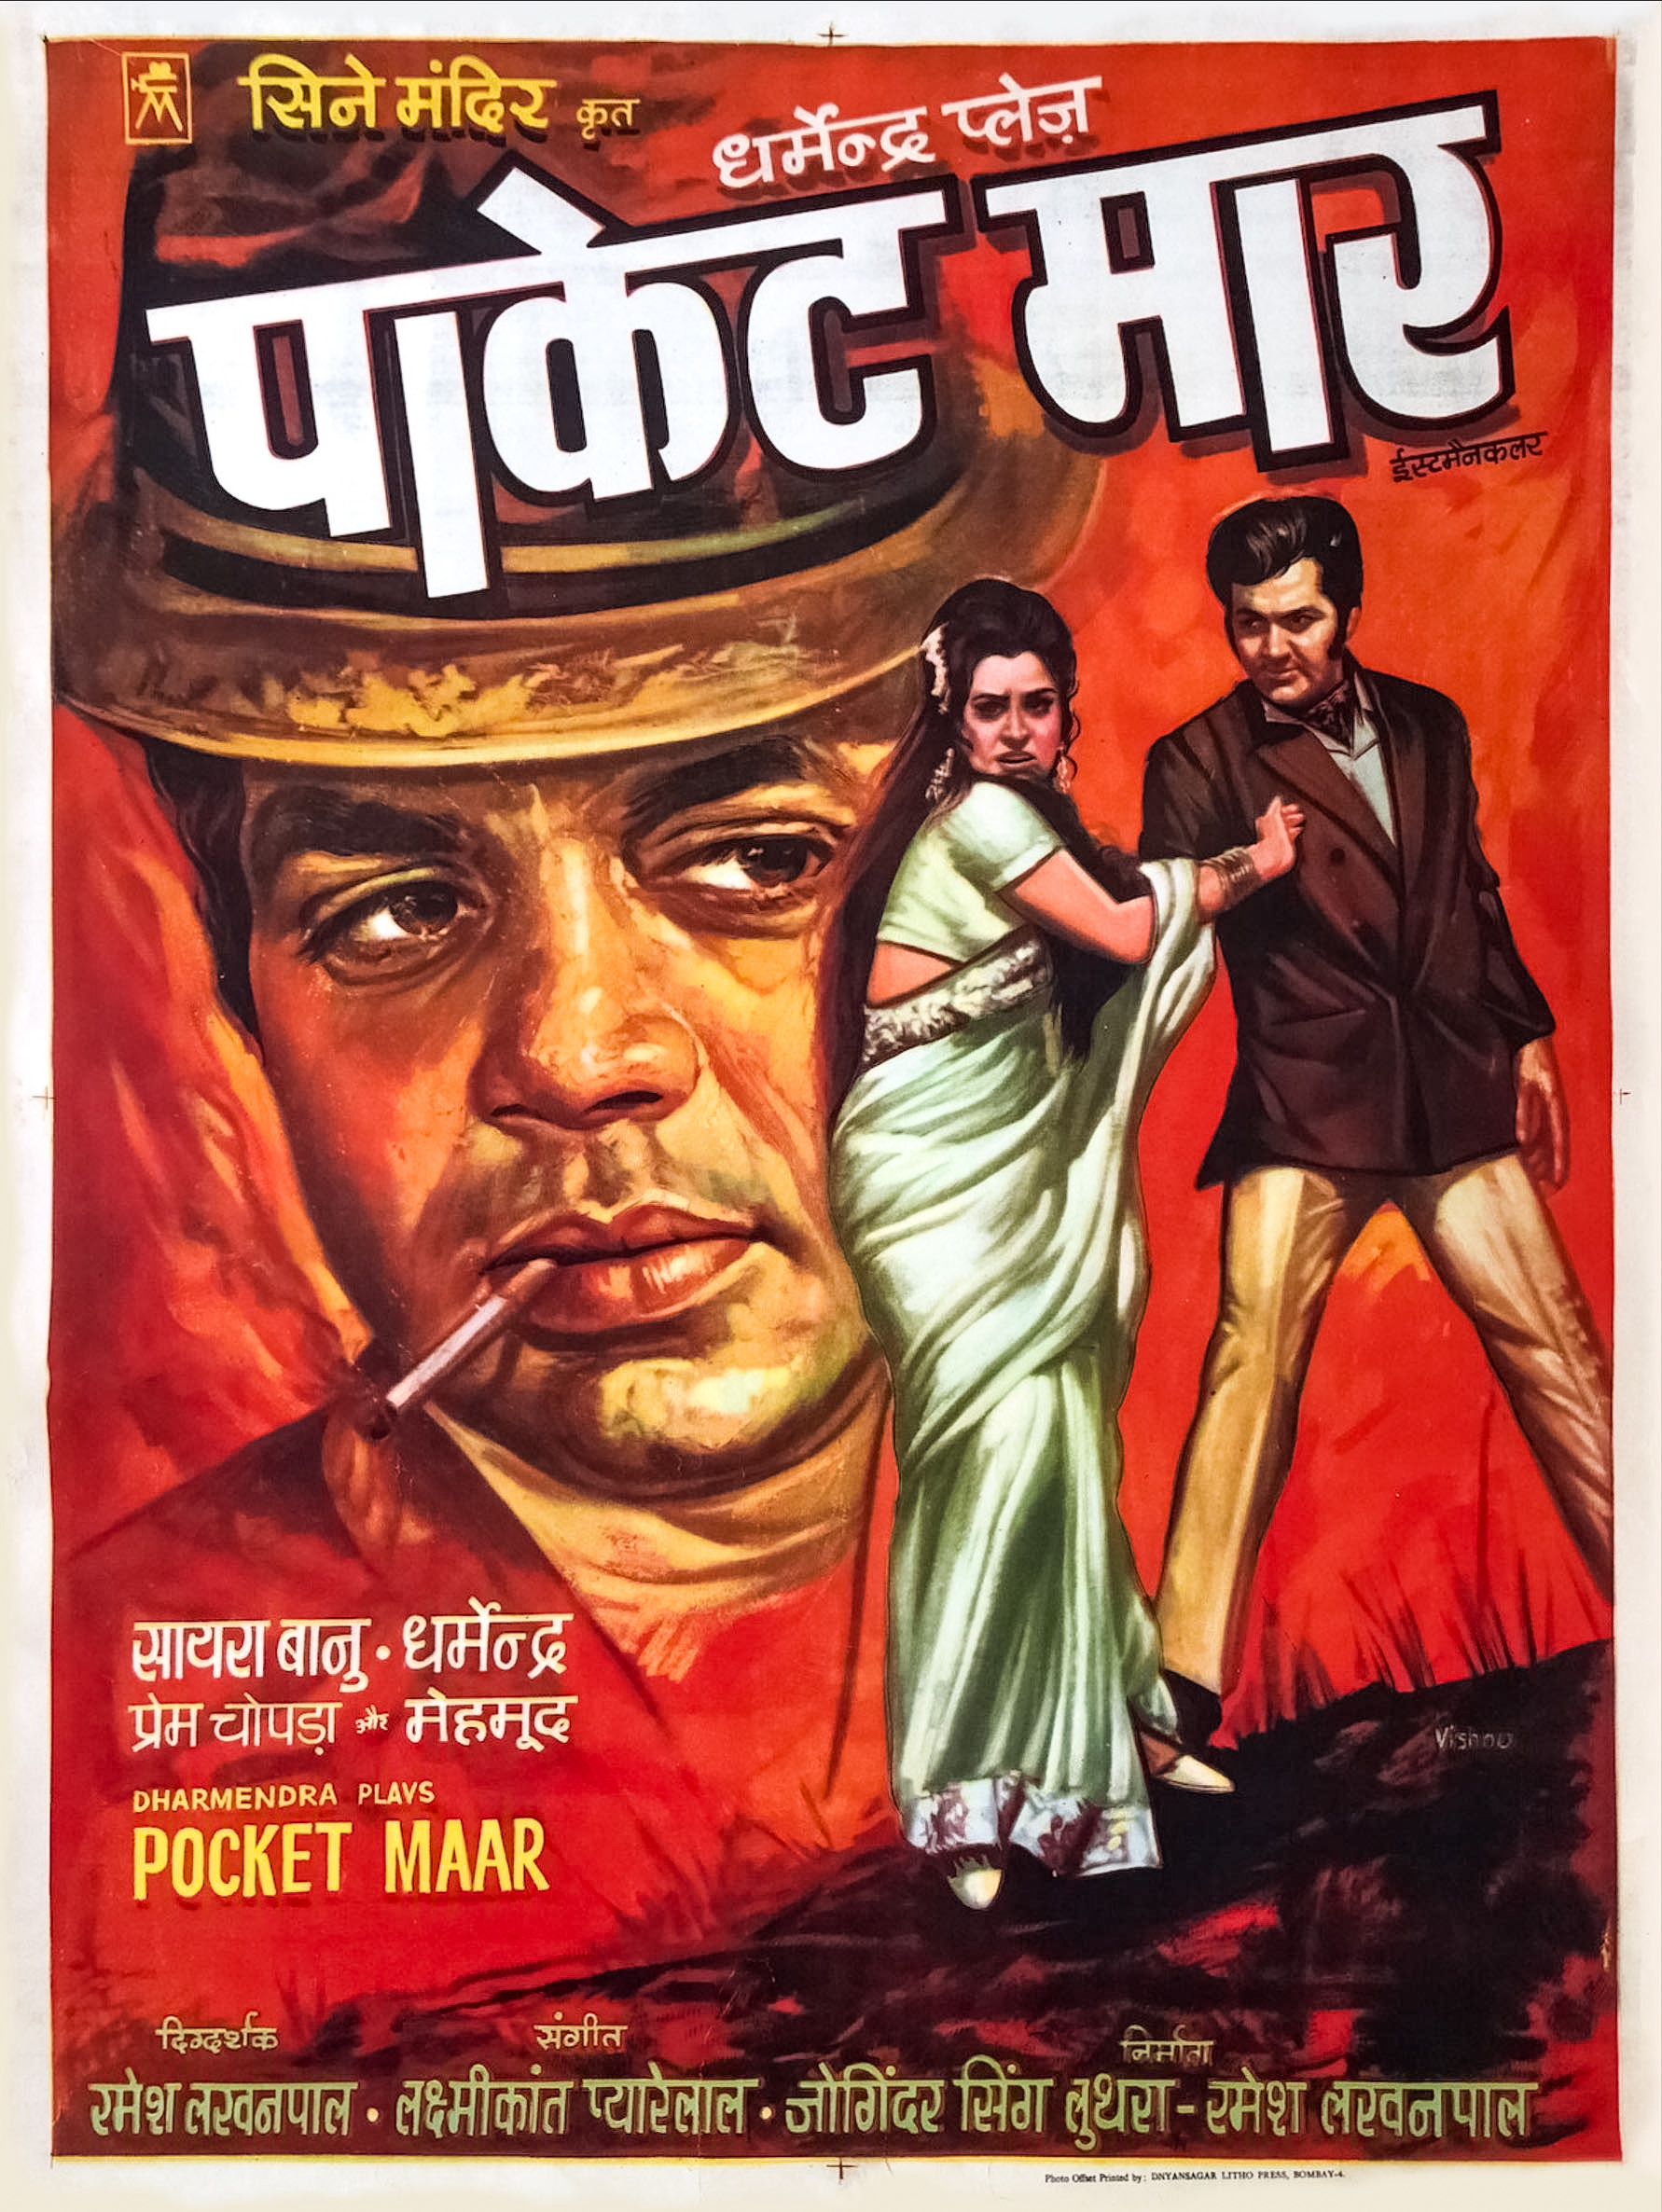 सिने मंदिर कृत
धर्मेन्द्र प्लेज़
पाकेट मार
ईस्टमैनकलर
सायरा बानु • धर्मेन्द्र
प्रेम चोपड़ा और मेहमूद
DHARMENDRA PLAYS
POCKET MAAR
Vishnu
दिग्दर्शक संगीत निर्माता
रमेश लखनपाल • लक्ष्मीकांत प्यारेलाल • जोगिंदर सिंग लुथरा - रमेश लखनपाल
Photo Offset Printed by: DNYANSAGAR LITHO PRESS, BOMBAY-4.